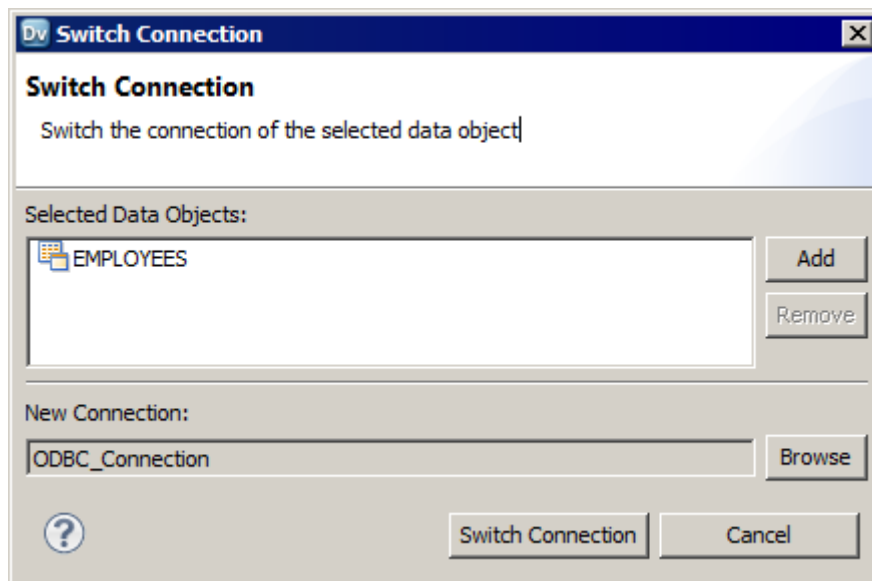 Dv Switch Connection
Switch Connection
Switch the connection of the selected data object
Selected Data Objects:
EMPLOYEES
Add
Remove
New Connection:
ODBC_Connection
Browse
?
Switch Connection
Cancel